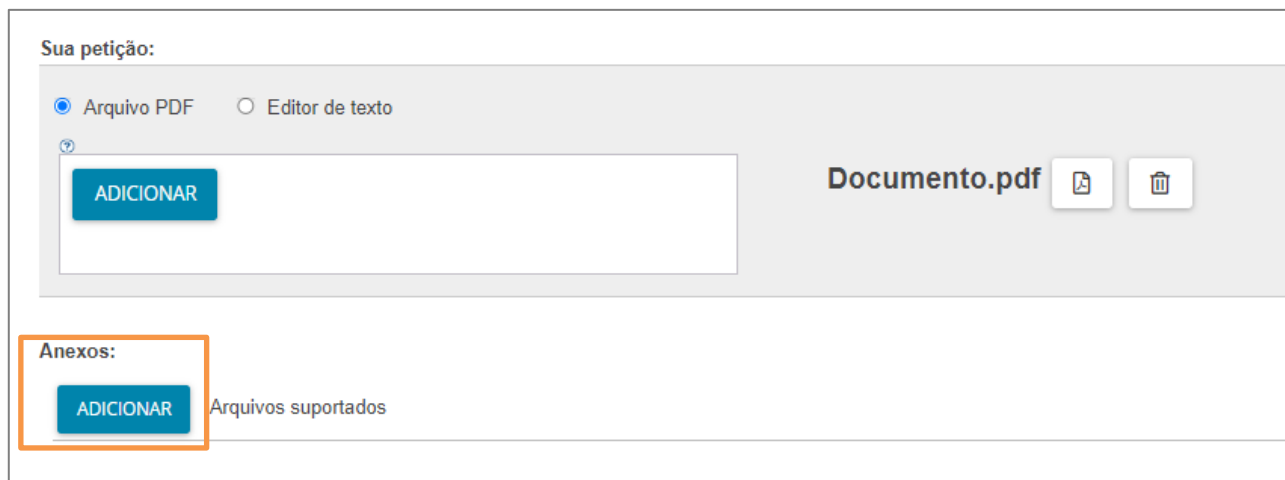 Sua petição:
Arquivo PDF Editor de texto
ADICIONAR
Documento.pdf
Anexos:
ADICIONAR Arquivos suportados